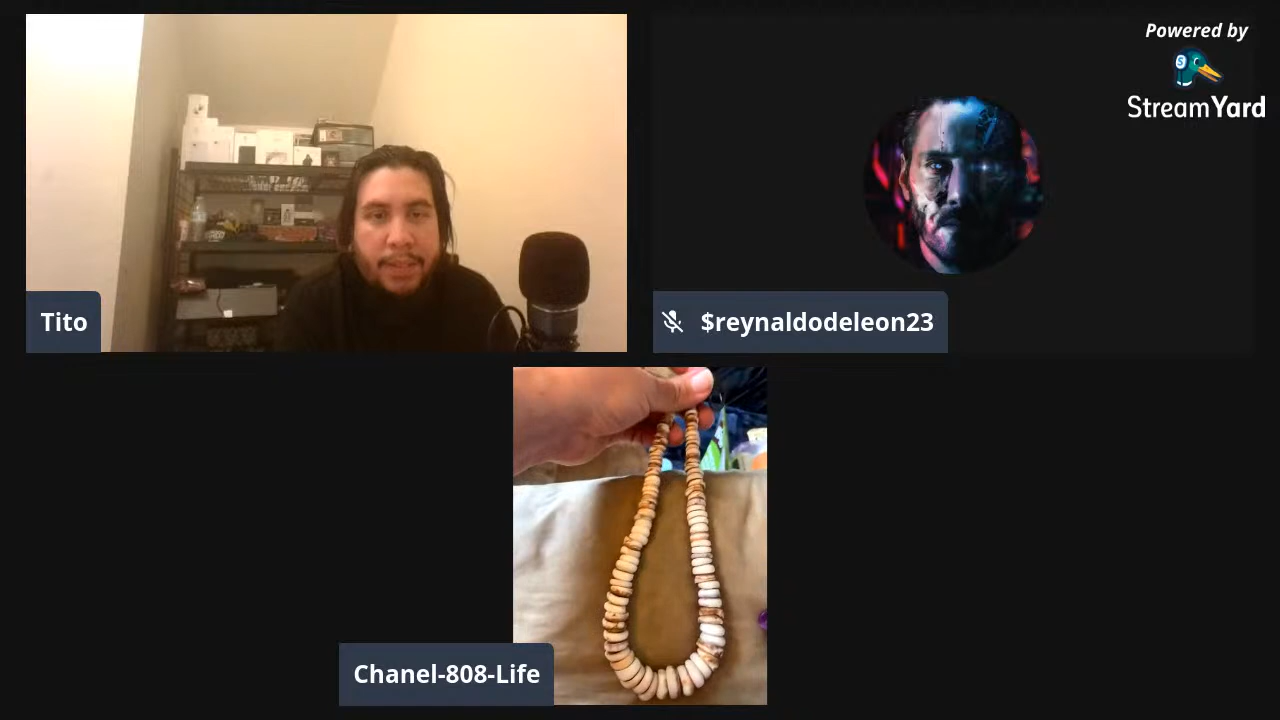 Powered by
StreamYard
Tito
$reynaldodeleon23
Chanel-808-Life